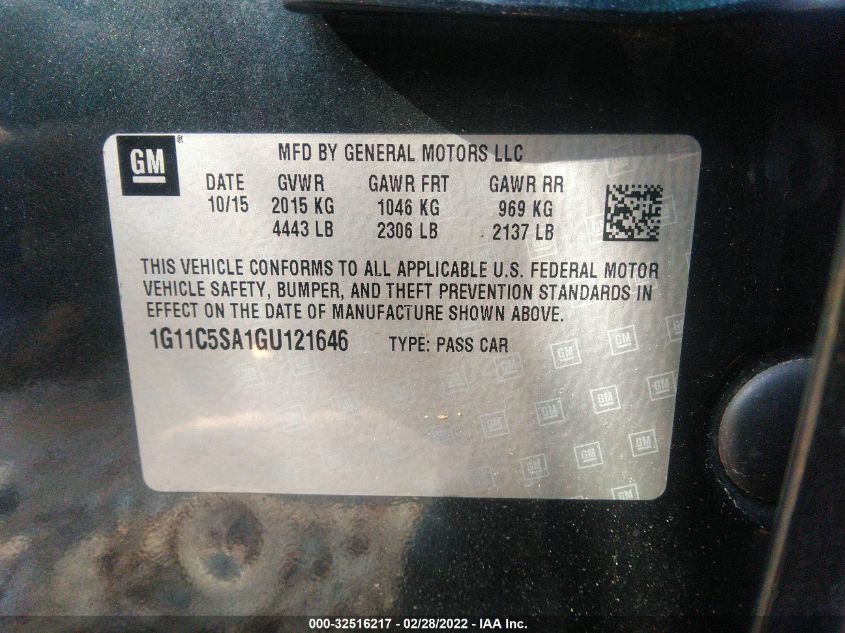 GM ®
MFD BY GENERAL MOTORS LLC
DATE GVWR GAWR FRT GAWR RR
10/15 2015 KG 1046 KG 969 KG
4443 LB 2306 LB 2137 LB
THIS VEHICLE CONFORMS TO ALL APPLICABLE U.S. FEDERAL MOTOR
VEHICLE SAFETY, BUMPER, AND THEFT PREVENTION STANDARDS IN
EFFECT ON THE DATE OF MANUFACTURE SHOWN ABOVE.
1G11C5SA1GU121646 TYPE: PASS CAR
000-32516217 - 02/28/2022 - IAA Inc.